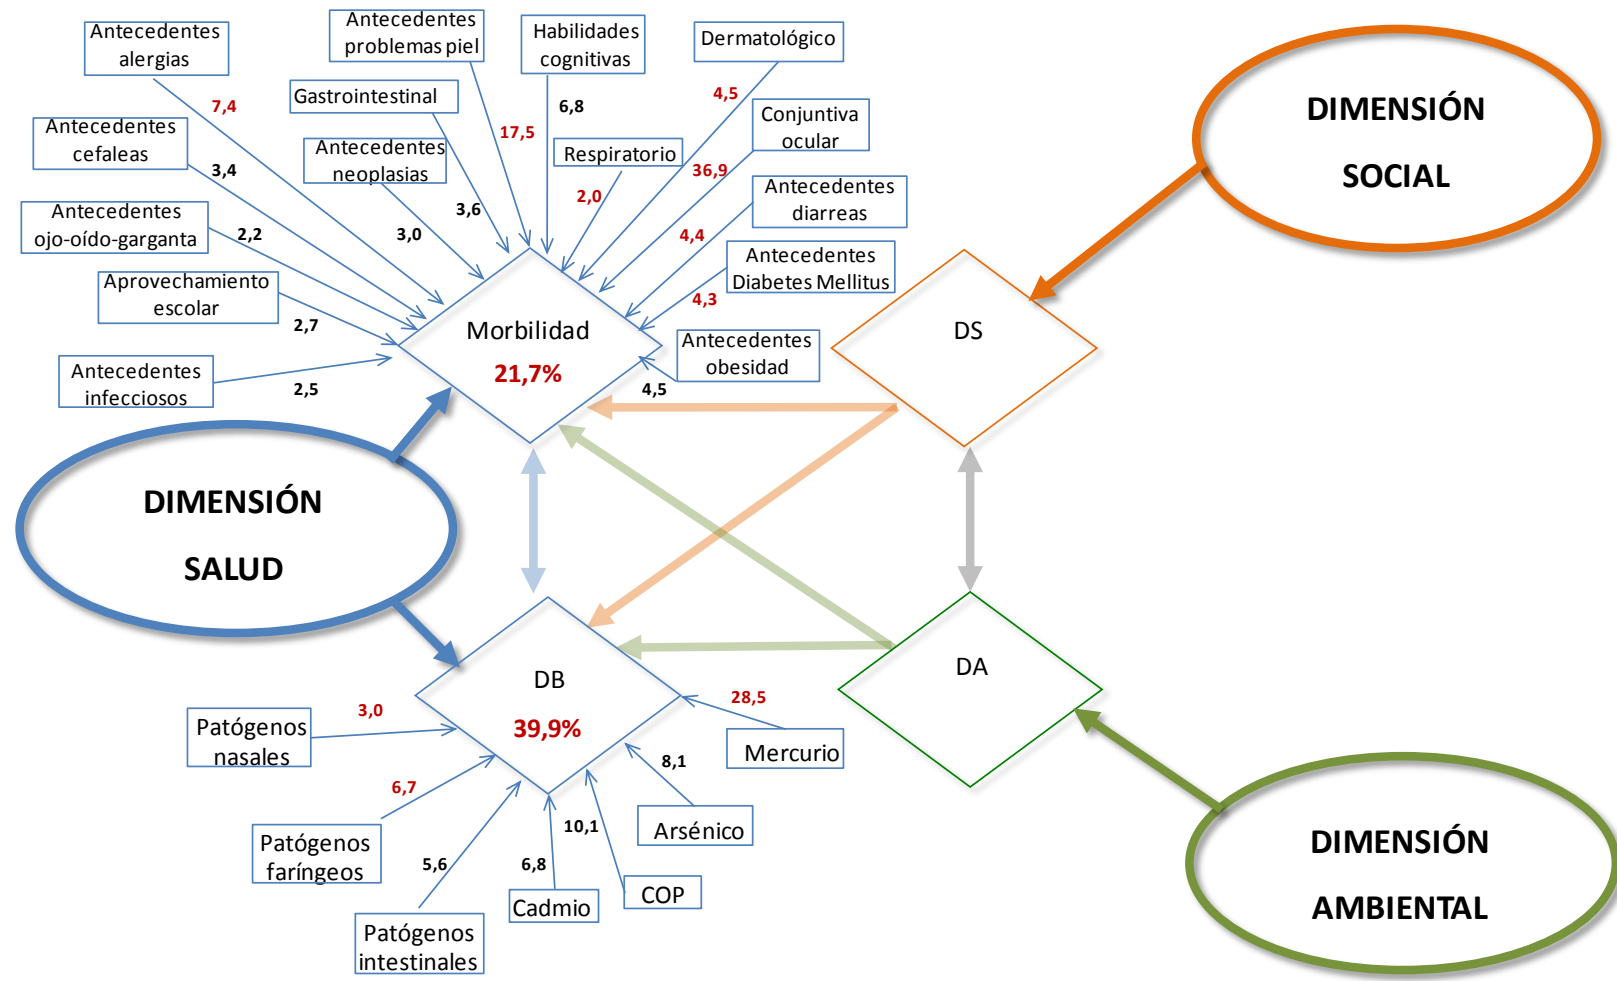 Antecedentes
alergias
7,4
Antecedentes
cefaleas
3,4
Antecedentes
ojo-oído-garganta
2,2
Aprovechamiento
escolar
2,7
Antecedentes
infecciosos
2,5
Gastrointestinal
3,6
Antecedentes
neoplasias
3,0
Antecedentes
problemas piel
17,5
Habilidades
cognitivas
6,8
Respiratorio
2,0
Dermatológico
4,5
Conjuntiva
ocular
36,9
Antecedentes
diarreas
4,4
Antecedentes
Diabetes Mellitus
4,3
Antecedentes
obesidad
4,5
Morbilidad
21,7%
DIMENSIÓN
SOCIAL
DS
DIMENSIÓN
SALUD
DB
39,9%
DA
Patógenos
nasales
3,0
Patógenos
faríngeos
6,7
Patógenos
intestinales
5,6
Cadmio
6,8
COP
10,1
Arsénico
8,1
Mercurio
28,5
DIMENSIÓN
AMBIENTAL